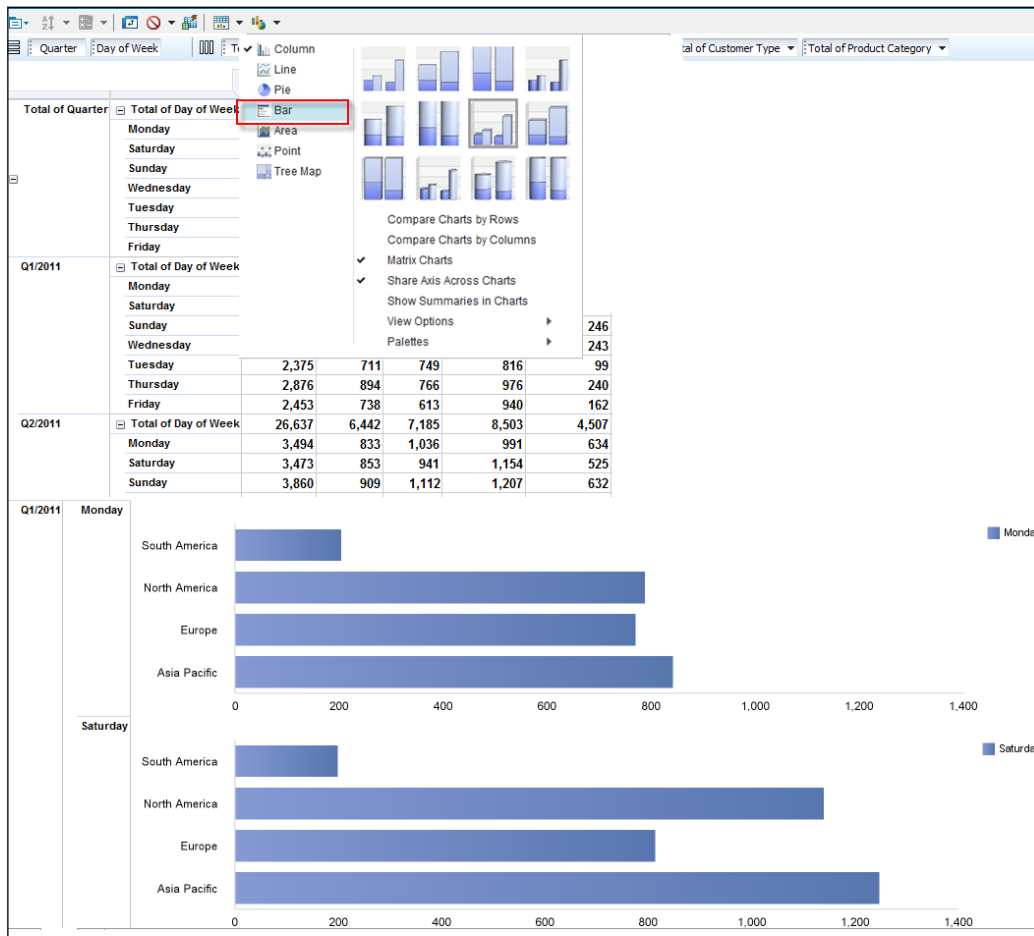 Quarter Day of Week T al of Customer Type Total of Product Category
Column
Line
Pie
Bar
Area
Point
Tree Map
Compare Charts by Rows
Compare Charts by Columns
Matrix Charts
Share Axis Across Charts
Show Summaries in Charts
View Options
Palettes
Total of Quarter Total of Day of Week
Monday
Saturday
Sunday
Wednesday
Tuesday
Thursday
Friday
Q1/2011 Total of Day of Week
Monday
Saturday
Sunday 246
Wednesday 243
Tuesday 2,375 711 749 816 99
Thursday 2,876 894 766 976 240
Friday 2,453 738 613 940 162
Q2/2011 Total of Day of Week 26,637 6,442 7,185 8,503 4,507
Monday 3,494 833 1,036 991 634
Saturday 3,473 853 941 1,154 525
Sunday 3,860 909 1,112 1,207 632
Q1/2011 Monday
South America
North America
Europe
Asia Pacific
0 200 400 600 800 1,000 1,200 1,400
Monda
Saturday
South America
North America
Europe
Asia Pacific
0 200 400 600 800 1,000 1,200 1,400
Saturda